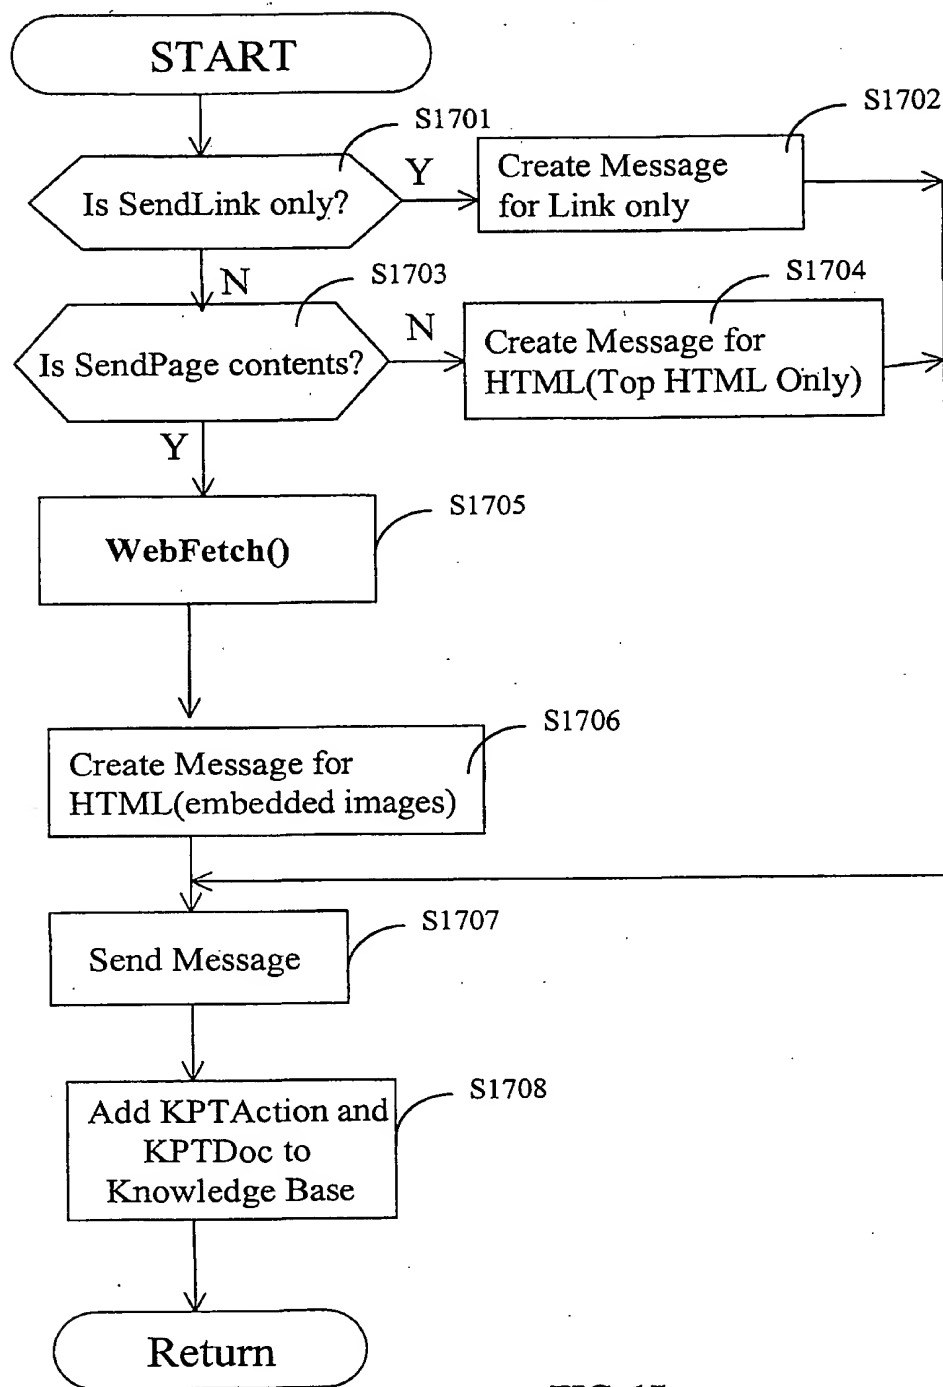 START
S1701
S1702
Is SendLink only?
Y
Create Message
for Link only
N
S1703
S1704
Is SendPage contents?
N
Create Message for
HTML(Top HTML Only)
Y
S1705
WebFetch()
S1706
Create Message for
HTML(embedded images)
S1707
Send Message
S1708
Add KPTAction and
KPTDoc to
Knowledge Base
Return